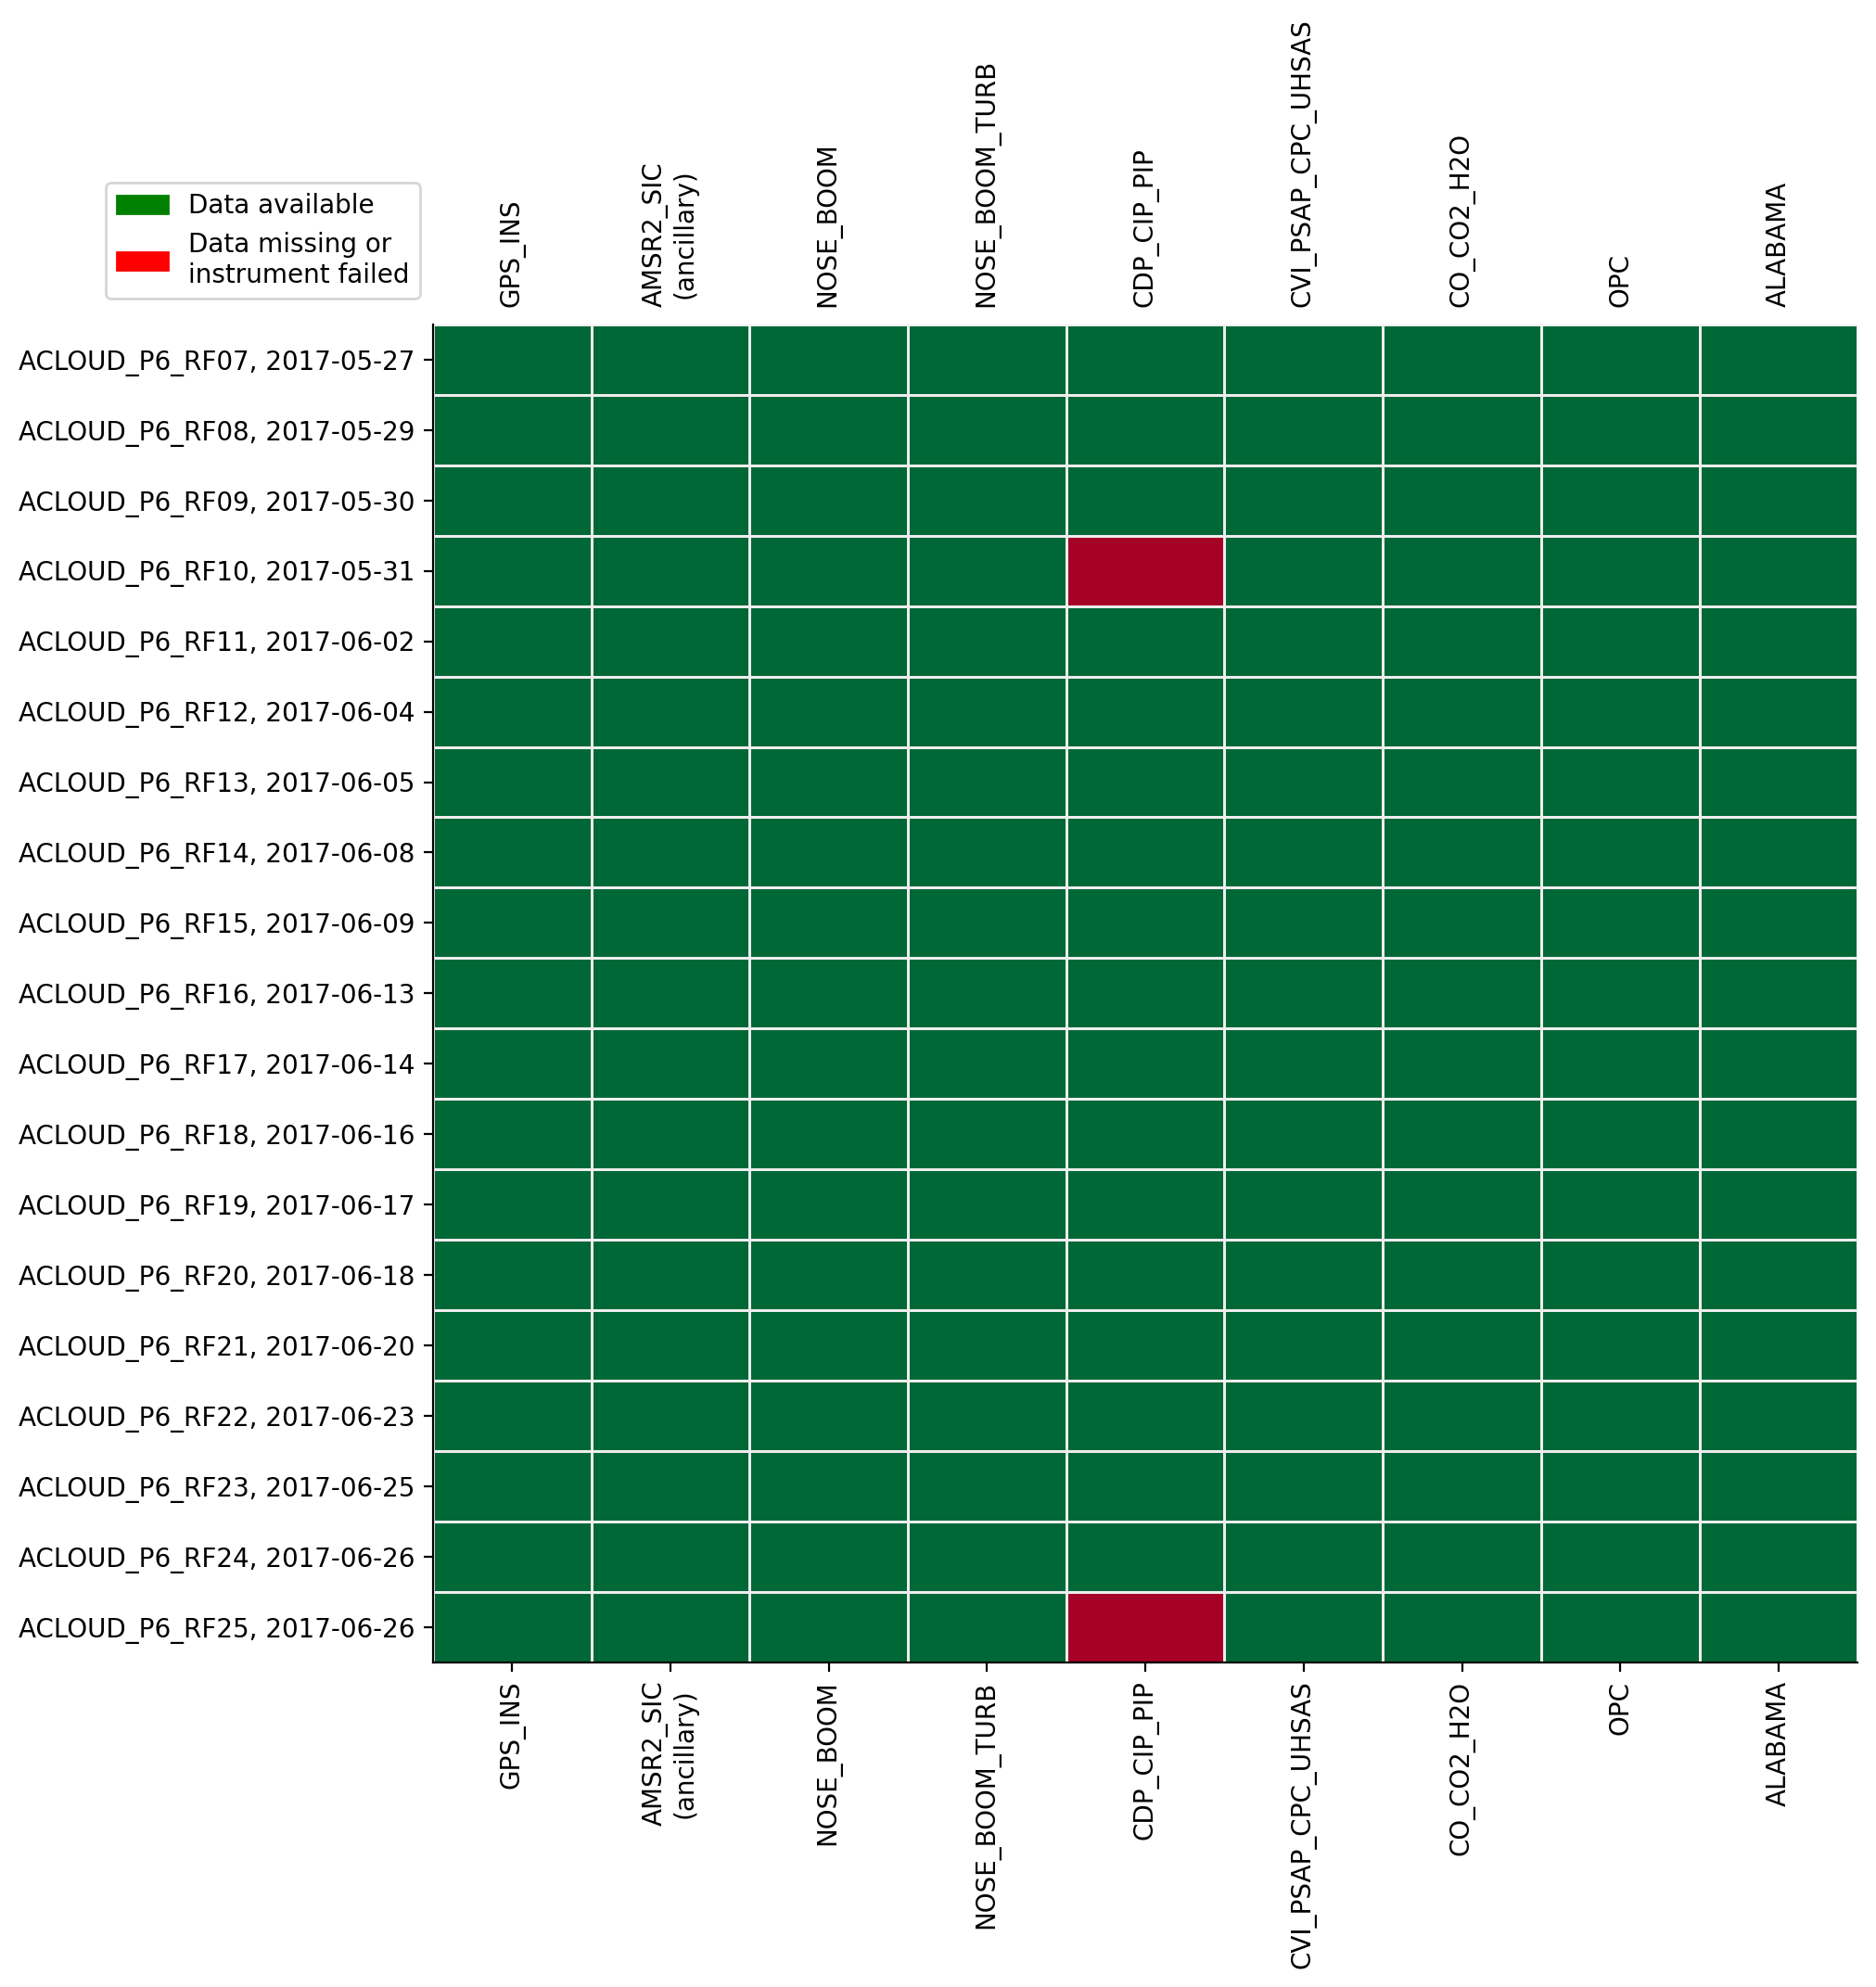 Data available
Data missing or
instrument failed
GPS_INS
AMSR2_SIC
(ancillary)
NOSE_BOOM
NOSE_BOOM_TURB
CDP_CIP_PIP
CVI_PSAP_CPC_UHSAS
CO_CO2_H2O
OPC
ALABAMA
ACLOUD_P6_RF07, 2017-05-27
ACLOUD_P6_RF08, 2017-05-29
ACLOUD_P6_RF09, 2017-05-30
ACLOUD_P6_RF10, 2017-05-31
ACLOUD_P6_RF11, 2017-06-02
ACLOUD_P6_RF12, 2017-06-04
ACLOUD_P6_RF13, 2017-06-05
ACLOUD_P6_RF14, 2017-06-08
ACLOUD_P6_RF15, 2017-06-09
ACLOUD_P6_RF16, 2017-06-13
ACLOUD_P6_RF17, 2017-06-14
ACLOUD_P6_RF18, 2017-06-16
ACLOUD_P6_RF19, 2017-06-17
ACLOUD_P6_RF20, 2017-06-18
ACLOUD_P6_RF21, 2017-06-20
ACLOUD_P6_RF22, 2017-06-23
ACLOUD_P6_RF23, 2017-06-25
ACLOUD_P6_RF24, 2017-06-26
ACLOUD_P6_RF25, 2017-06-26
GPS_INS
AMSR2_SIC
(ancillary)
NOSE_BOOM
NOSE_BOOM_TURB
CDP_CIP_PIP
CVI_PSAP_CPC_UHSAS
CO_CO2_H2O
OPC
ALABAMA